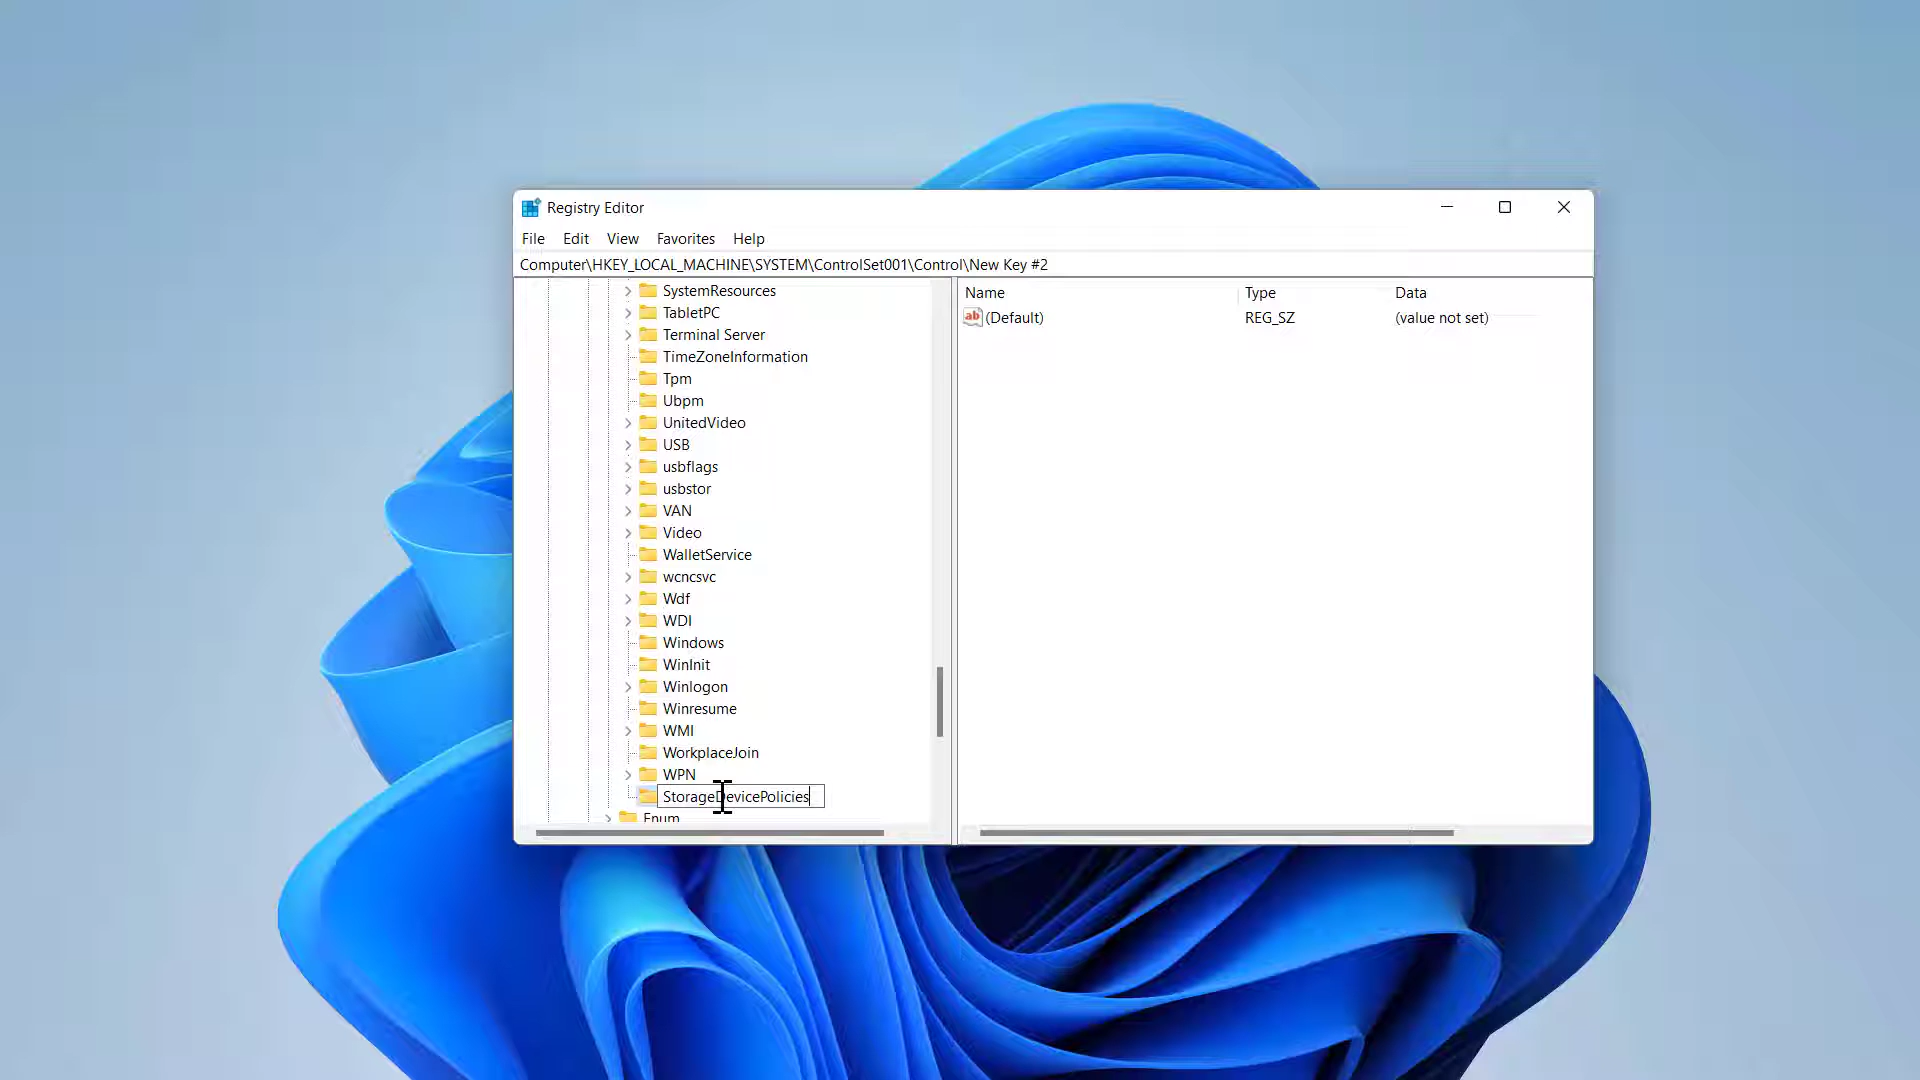 Registry Editor
File Edit View Favorites Help
Computer\HKEY_LOCAL_MACHINE\SYSTEM\ControlSet001\Control\New Key #2
SystemResources
TabletPC
Terminal Server
TimeZoneInformation
Tpm
Ubpm
UnitedVideo
USB
usbflags
usbstor
VAN
Video
WalletService
wcncsvc
Wdf
WDI
Windows
WinInit
Winlogon
Winresume
WMI
WorkplaceJoin
WPN
StorageDevicePolicies
Enum
Name Type Data
ab (Default) REG_SZ (value not set)